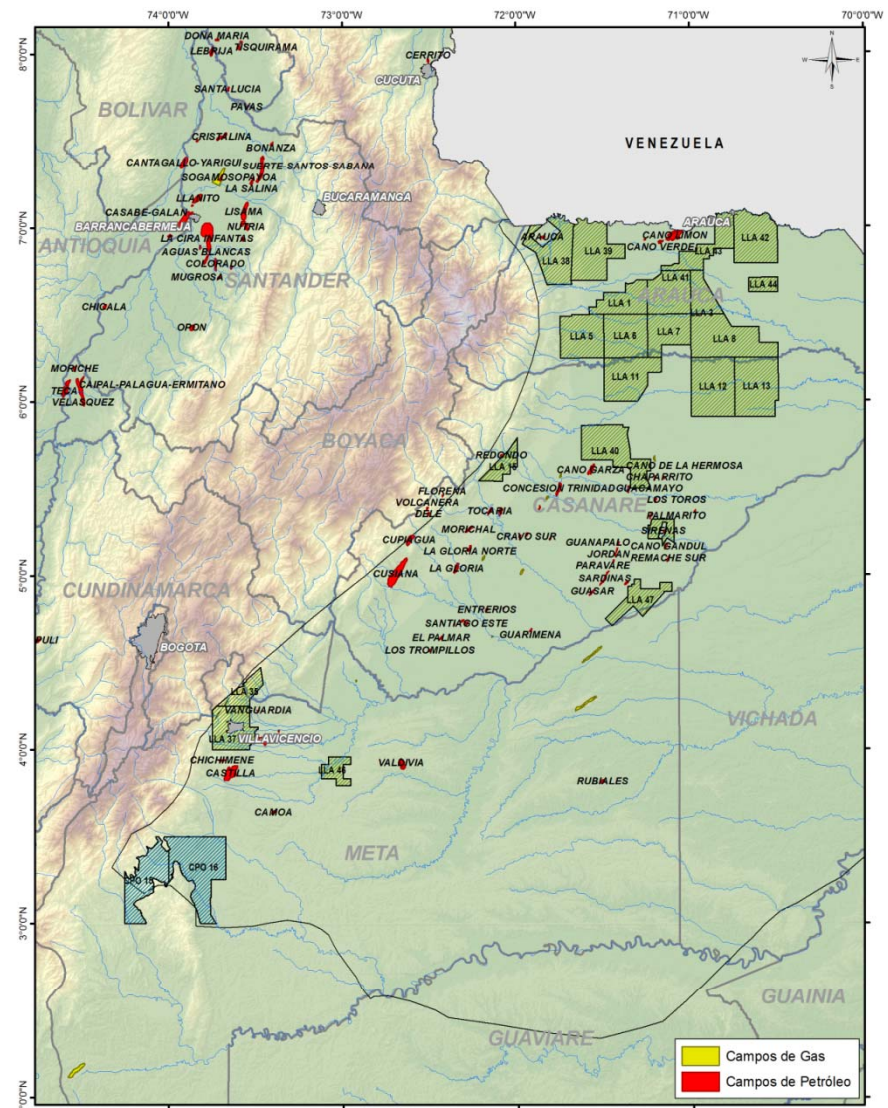 74°0'0"W
73°0'0"W
72°0'0"W
71°0'0"W
70°0'0"W
8°0'0"N
7°0'0"N
6°0'0"N
5°0'0"N
4°0'0"N
3°0'0"N
N
W
E
S
DOÑA MARIA
TISQUIRAMA
LEBRIJA
CERRITO
CUCUTA
SANTA LUCIA
PAVAS
BOLIVAR
VENEZUELA
CRISTALINA
BONANZA
CANTAGALLO-YARIGUI
SUERTE SANTOS-SABANA
SOGAMOSO
PAYOA
LA SALINA
LLANITO
BUCARAMANGA
CASABE-GALAN
LISAMA
BARRANCABERMEJA
NUTRIA
LA CIRA INFANTAS
ANTIOQUIA
AGUAS BLANCAS
COLORADO
MUGROSA
SANTANDER
CHICALA
OPON
MORICHE
CAIPAL-PALAGUA-ERMITANO
TECA
VELASQUEZ
BOYACA
ARAUCA
CAÑO LIMON
CANO VERDE
ARAUCA
LLA 38
LLA 39
LLA 43
LLA 42
LLA 41
LLA 44
ARAUCA
LLA 1
LLA 2
LLA 5
LLA 6
LLA 7
LLA 8
LLA 11
LLA 12
LLA 13
LLA 40
REDONDO
LLA 15
CANO GARZA
CANO DE LA HERMOSA
CHAPARRITO
CONCESION TRINIDAD
GUACAMAYO
FLOREÑA
VOLCANERA
DELE
TOCARIA
CASANARE
LOS TOROS
PALMARITO
SIRENAS
MORICHAL
CRAVO SUR
CUPIAGUA
GUANAPALO
CANO GANDUL
LA GLORIA NORTE
JORDAN
REMACHE SUR
CUSIANA
LA GLORIA
PARAVARE
SARDINAS
GUASAR
LLA 47
CUNDINAMARCA
ENTRERIOS
SANTIAGO ESTE
GUARIMENA
EL PALMAR
LOS TROMPILLOS
PULI
BOGOTA
LLA 35
VANGUARDIA
LLA 37
VILLAVICENCIO
VICHADA
CHICHIMENE
CASTILLA
LLA 46
VALDIVIA
RUBIALES
CAMOA
META
CPO 15
CPO 16
GUAINIA
GUAVIARE
Campos de Gas
Campos de Petróleo